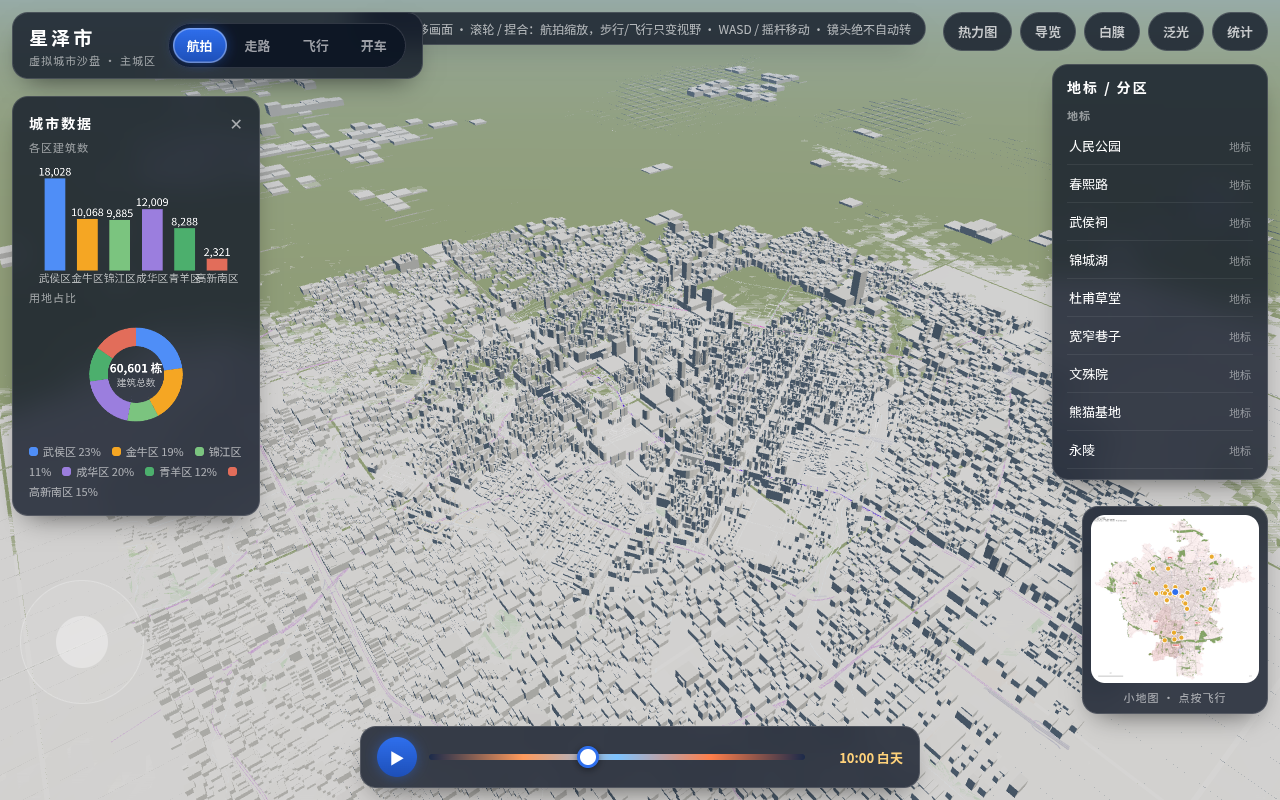 星泽市
虚拟城市沙盘 · 主城区
航拍 走路 飞行 开车
画面 · 滚轮 / 捏合：航拍缩放，步行/飞行只变视野 · WASD / 摇杆移动 · 镜头绝不自动转
热力图 导览 白膜 泛光 统计
城市数据 ✕
各区建筑数
18,028
10,068
9,885
12,009
8,288
2,321
武侯区 金牛区 锦江区 成华区 青羊区 高新南区
用地占比
60,601 栋
建筑总数
武侯区 23% 金牛区 19% 锦江区
11% 成华区 20% 青羊区 12%
高新南区 15%
地标 / 分区
地标
人民公园 地标
春熙路 地标
武侯祠 地标
锦城湖 地标
杜甫草堂 地标
宽窄巷子 地标
文殊院 地标
熊猫基地 地标
永陵 地标
小地图 · 点按飞行
10:00 白天